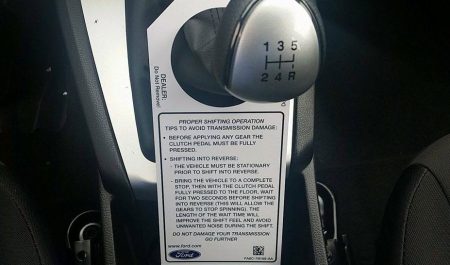 1 3 5
2 4 R
DEALER:
Do Not Remove!
PROPER SHIFTING OPERATION
TIPS TO AVOID TRANSMISSION DAMAGE:
• BEFORE APPLYING ANY GEAR THE
CLUTCH PEDAL MUST BE FULLY
PRESSED.
• SHIFTING INTO REVERSE:
- THE VEHICLE MUST BE STATIONARY
PRIOR TO SHIFT INTO REVERSE.
- BRING THE VEHICLE TO A COMPLETE
STOP, THEN WITH THE CLUTCH PEDAL
FULLY PRESSED TO THE FLOOR, WAIT
FOR TWO SECONDS BEFORE SHIFTING
INTO REVERSE (THIS WILL ALLOW THE
GEARS TO STOP SPINNING). THE
LENGTH OF THE WAIT TIME WILL
IMPROVE THE SHIFT FEEL AND AVOID
UNWANTED NOISE DURING THE SHIFT.
DO NOT DAMAGE YOUR TRANSMISSION
www.ford.com
Ford